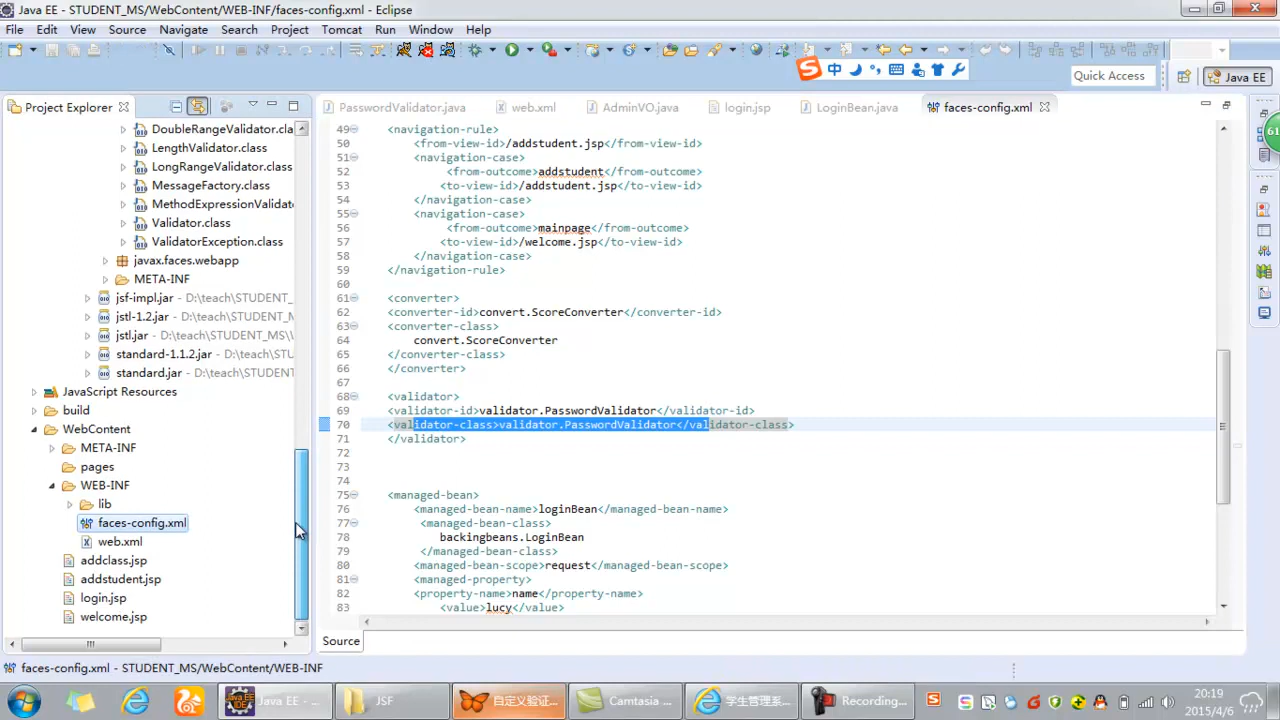 Java EE - STUDENT_MS/WebContent/WEB-INF/faces-config.xml - Eclipse
File Edit View Source Navigate Search Project Tomcat Run Window Help
中
Quick Access
Java EE
Project Explorer
PasswordValidator.java
web.xml
AdminVO.java
login.jsp
LoginBean.java
faces-config.xml
61
DoubleRangeValidator.cla
LengthValidator.class
LongRangeValidator.class
MessageFactory.class
MethodExpressionValidato
Validator.class
ValidatorException.class
javax.faces.webapp
META-INF
jsf-impl.jar - D:\teach\STUDENT_
jstl-1.2.jar - D:\teach\STUDENT_M
jstl.jar - D:\teach\STUDENT_MS\
standard-1.1.2.jar - D:\teach\STU
standard.jar - D:\teach\STUDENT
JavaScript Resources
build
WebContent
META-INF
pages
WEB-INF
lib
faces-config.xml
web.xml
addclass.jsp
addstudent.jsp
login.jsp
welcome.jsp
49 <navigation-rule>
50 <from-view-id>/addstudent.jsp</from-view-id>
51 <navigation-case>
52 <from-outcome>addstudent</from-outcome>
53 <to-view-id>/addstudent.jsp</to-view-id>
54 </navigation-case>
55 <navigation-case>
56 <from-outcome>mainpage</from-outcome>
57 <to-view-id>/welcome.jsp</to-view-id>
58 </navigation-case>
59 </navigation-rule>
60
61 <converter>
62 <converter-id>convert.ScoreConverter</converter-id>
63 <converter-class>
64 convert.ScoreConverter
65 </converter-class>
66 </converter>
67
68 <validator>
69 <validator-id>validator.PasswordValidator</validator-id>
70 <validator-class>validator.PasswordValidator</validator-class>
71 </validator>
72
73
74
75 <managed-bean>
76 <managed-bean-name>loginBean</managed-bean-name>
77 <managed-bean-class>
78 backingbeans.LoginBean
79 </managed-bean-class>
80 <managed-bean-scope>request</managed-bean-scope>
81 <managed-property>
82 <property-name>name</property-name>
83 <value>lucy</value>
Source
faces-config.xml - STUDENT_MS/WebContent/WEB-INF
Java EE - ...
JSF
自定义验证...
Camtasia ...
学生管理系...
Recording...
20:19
2015/4/6